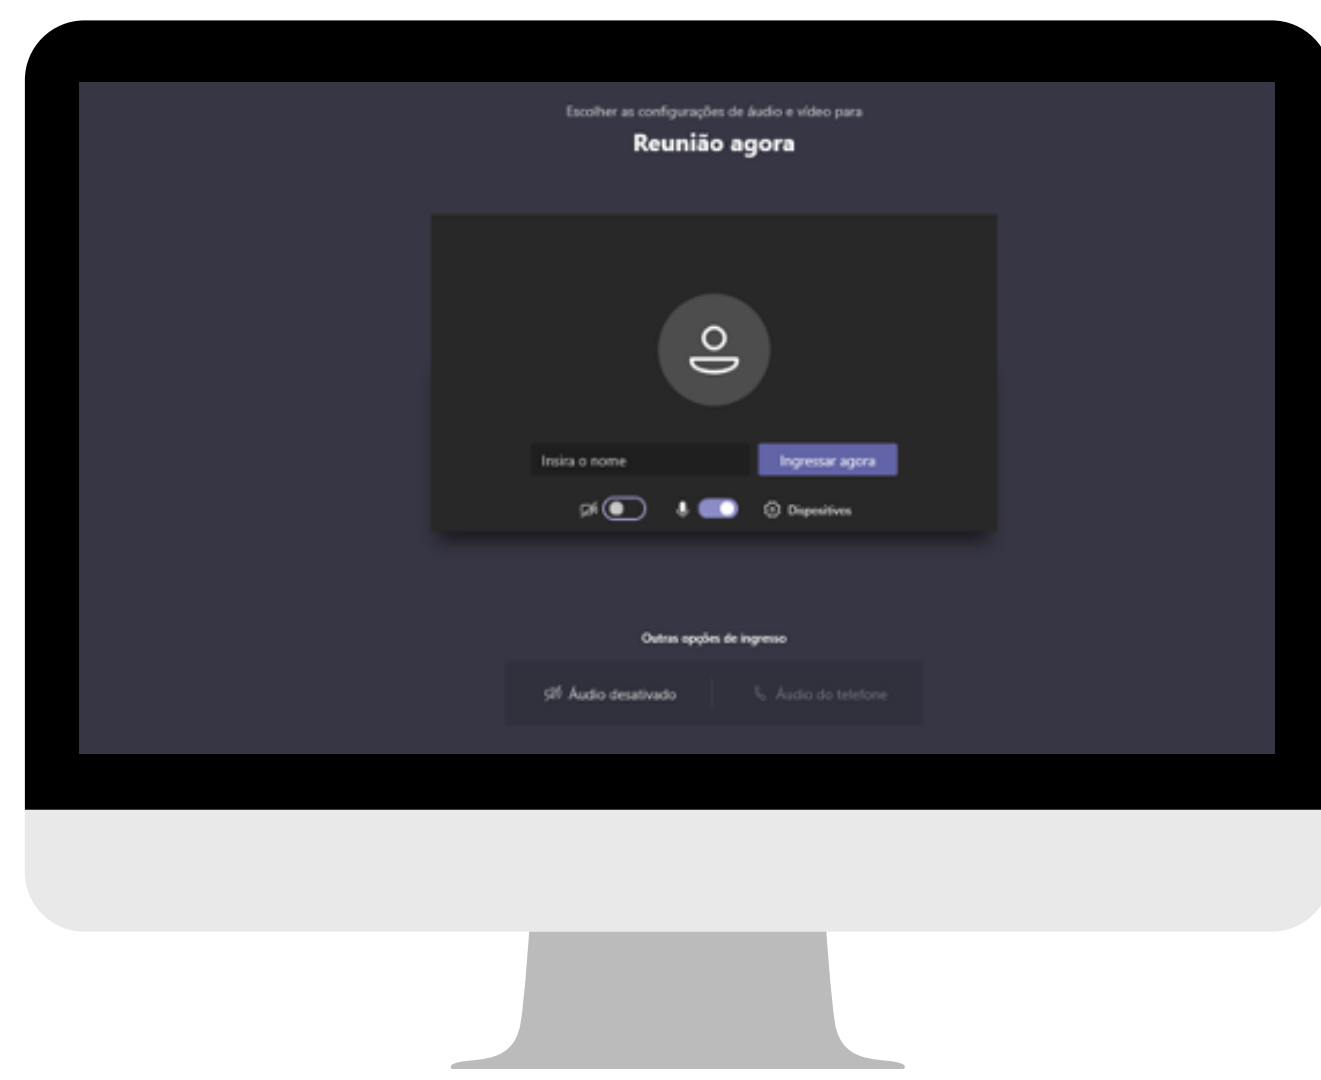 Escolher as configurações de áudio e vídeo para
Reunião agora
Insira o nome
Ingressar agora
Dispositivos
Outras opções de ingresso
Áudio desativado
Áudio do telefone